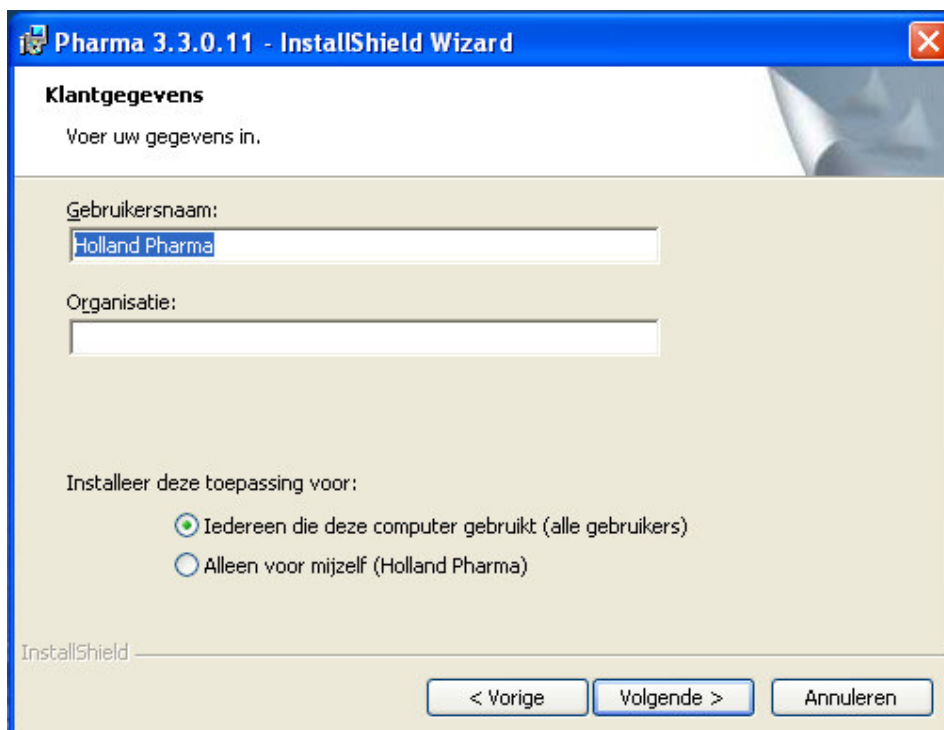 Pharma 3.3.0.11 - InstallShield Wizard
Klantgegevens
Voer uw gegevens in.
Gebruikersnaam:
Holland Pharma
Organisatie:
Installeer deze toepassing voor:
Iedereen die deze computer gebruikt (alle gebruikers)
Alleen voor mijzelf (Holland Pharma)
InstallShield
< Vorige Volgende > Annuleren